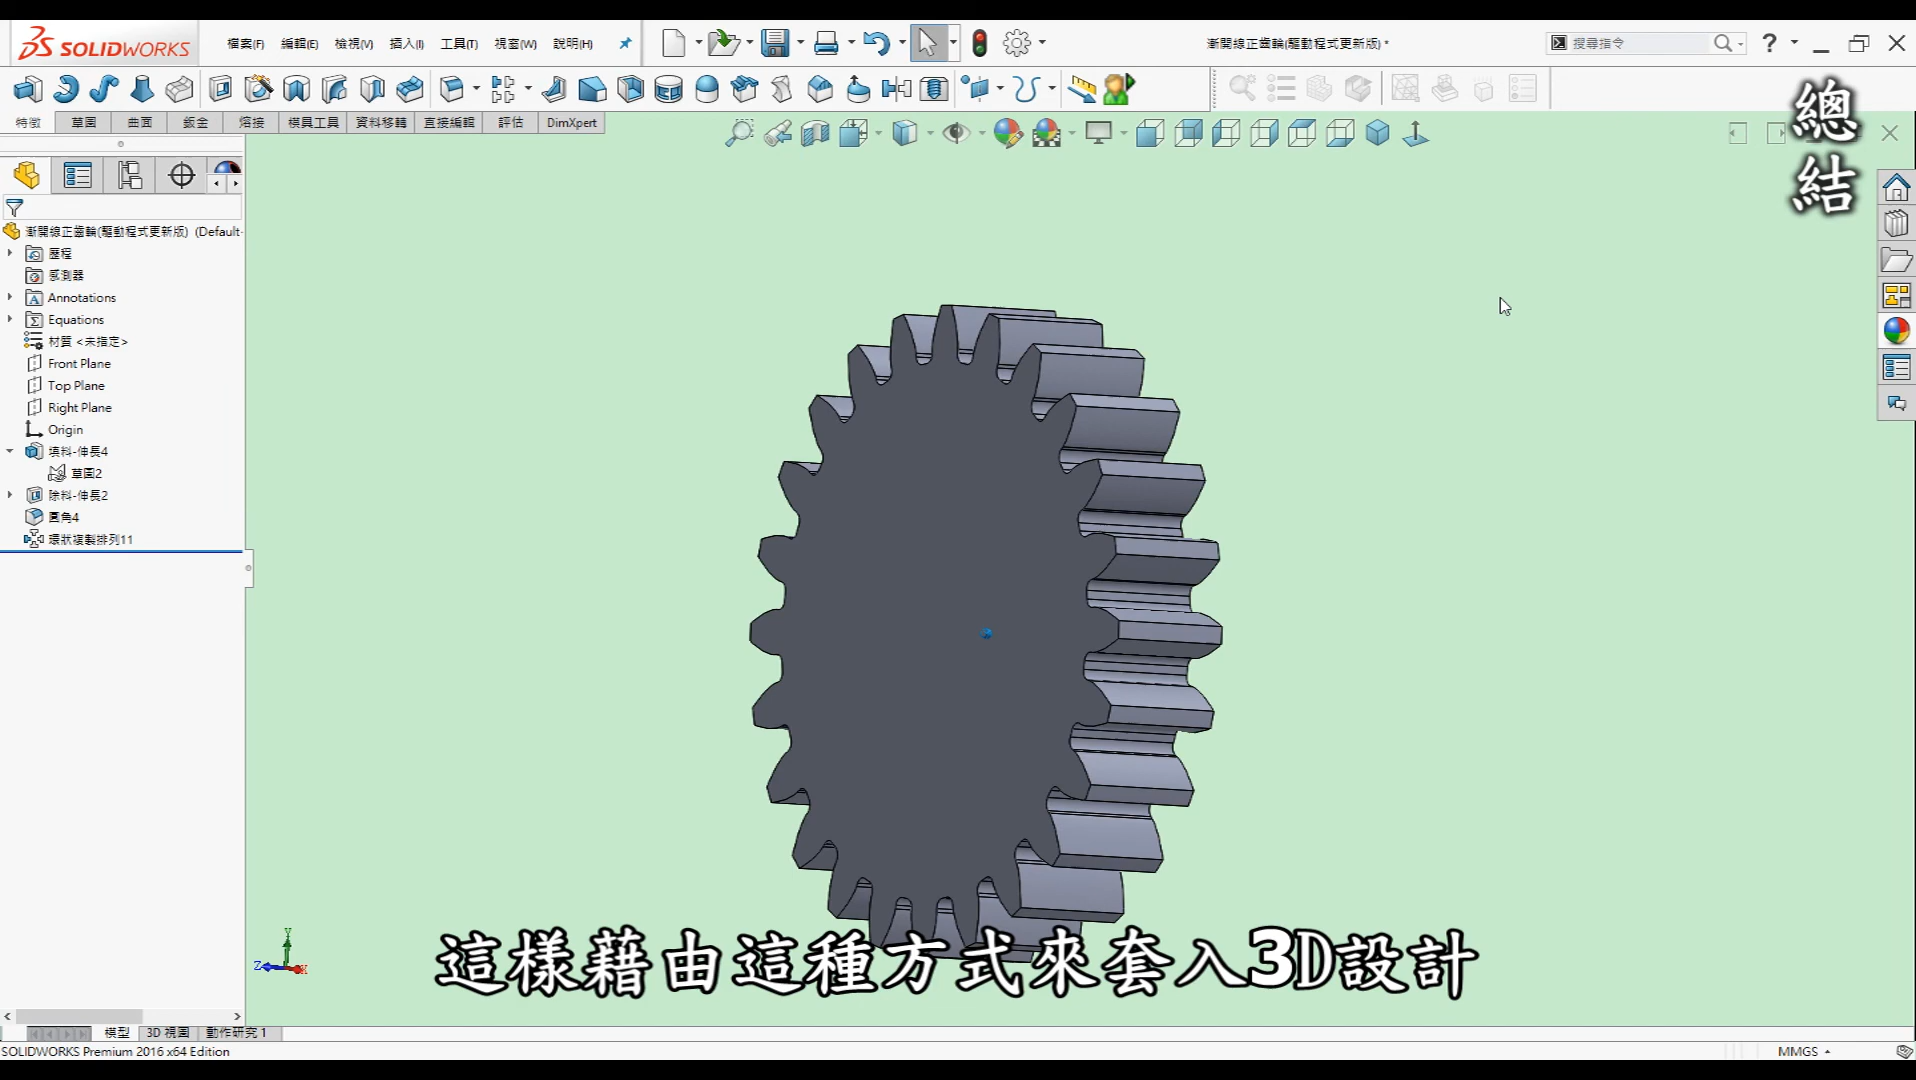 SOLIDWORKS
檔案(F) 編輯(E) 檢視(V) 插入(I) 工具(T) 視窗(W) 說明(H)
漸開線正齒輪(驅動程式更新版) *
搜尋指令
特徵 草圖 曲面 鈑金 熔接 模具工具 資料移轉 直接編輯 評估 DimXpert
總結
漸開線正齒輪(驅動程式更新版) (Default-
歷程
感測器
Annotations
Equations
材質 <未指定>
Front Plane
Top Plane
Right Plane
Origin
填料-伸長4
草圖2
除料-伸長2
圓角4
環狀複製排列11
Y
Z
X
這樣藉由這種方式來套入3D設計
模型 3D 視圖 動作研究 1
SOLIDWORKS Premium 2016 x64 Edition
MMGS